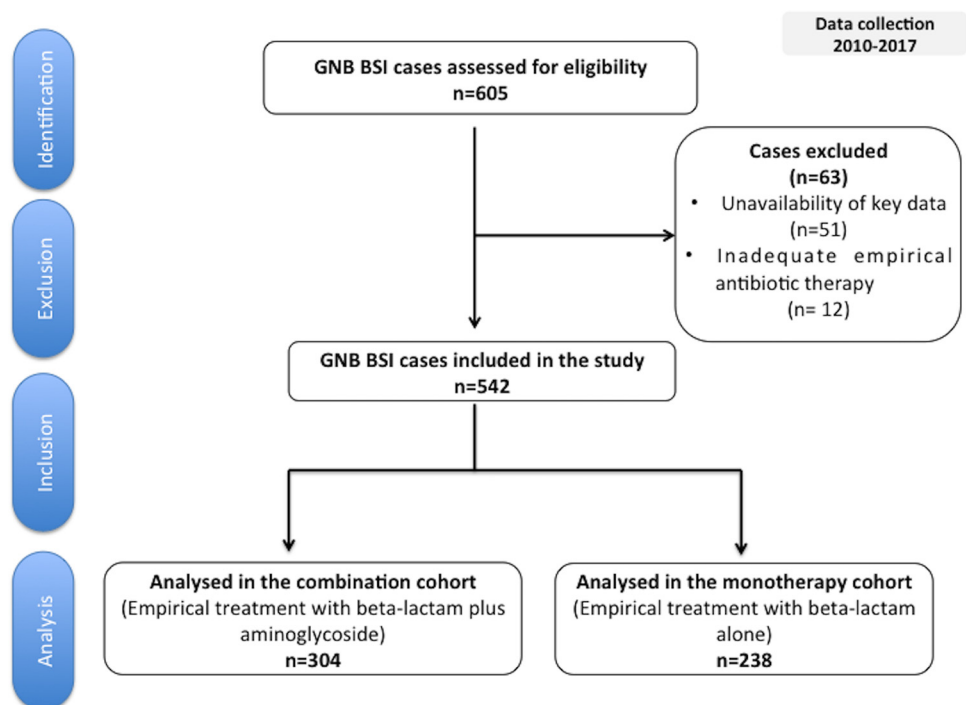 Data collection
2010-2017
Identification
GNB BSI cases assessed for eligibility
n=605
Cases excluded
(n=63)
• Unavailability of key data
(n=51)
• Inadequate empirical
antibiotic therapy
(n= 12)
Exclusion
GNB BSI cases included in the study
n=542
Inclusion
Analysis
Analysed in the combination cohort
(Empirical treatment with beta-lactam plus
aminoglycoside)
n=304
Analysed in the monotherapy cohort
(Empirical treatment with beta-lactam
alone)
n=238